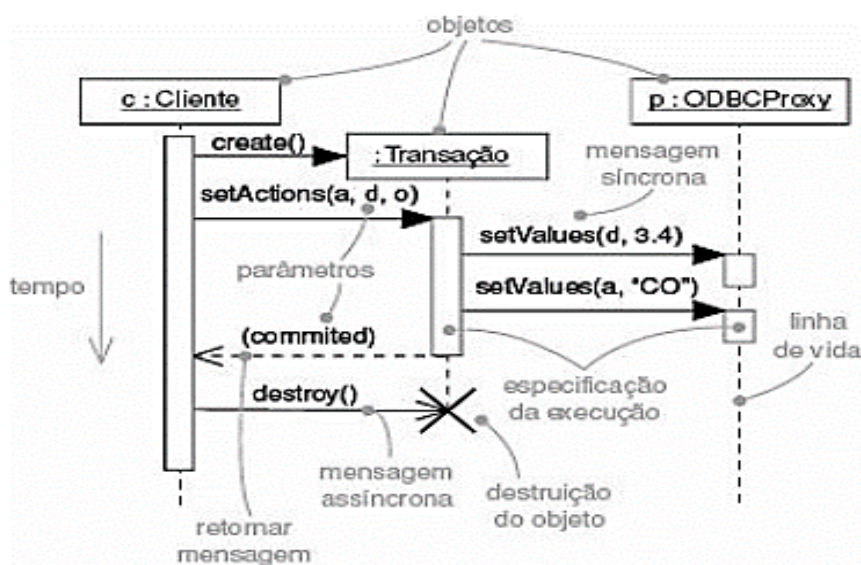 objetos
c : Cliente
p : ODBCProxy
create()
: Transação
mensagem
síncrona
setActions(a, d, o)
setValues(d, 3.4)
parâmetros
tempo
setValues(a, "CO")
(commited)
linha
de vida
especificação
da execução
destroy()
mensagem
assíncrona
destruição
do objeto
retornar
mensagem